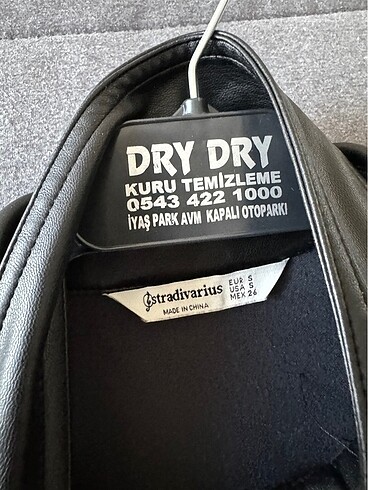 DRY DRY
KURU TEMİZLEME
0543 422 1000
İYAŞ PARK AVM KAPALI OTOPARKI
stradivarius
MADE IN CHINA
EUR S
USA S
MEX 26